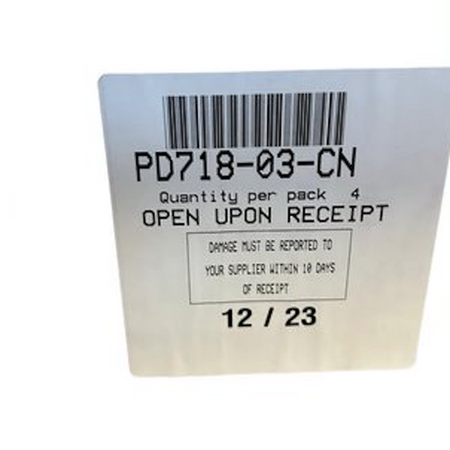 PD718-03-CN
Quantity per pack 4
OPEN UPON RECEIPT
DAMAGE MUST BE REPORTED TO
YOUR SUPPLIER WITHIN 10 DAYS
OF RECEIPT
12 / 23